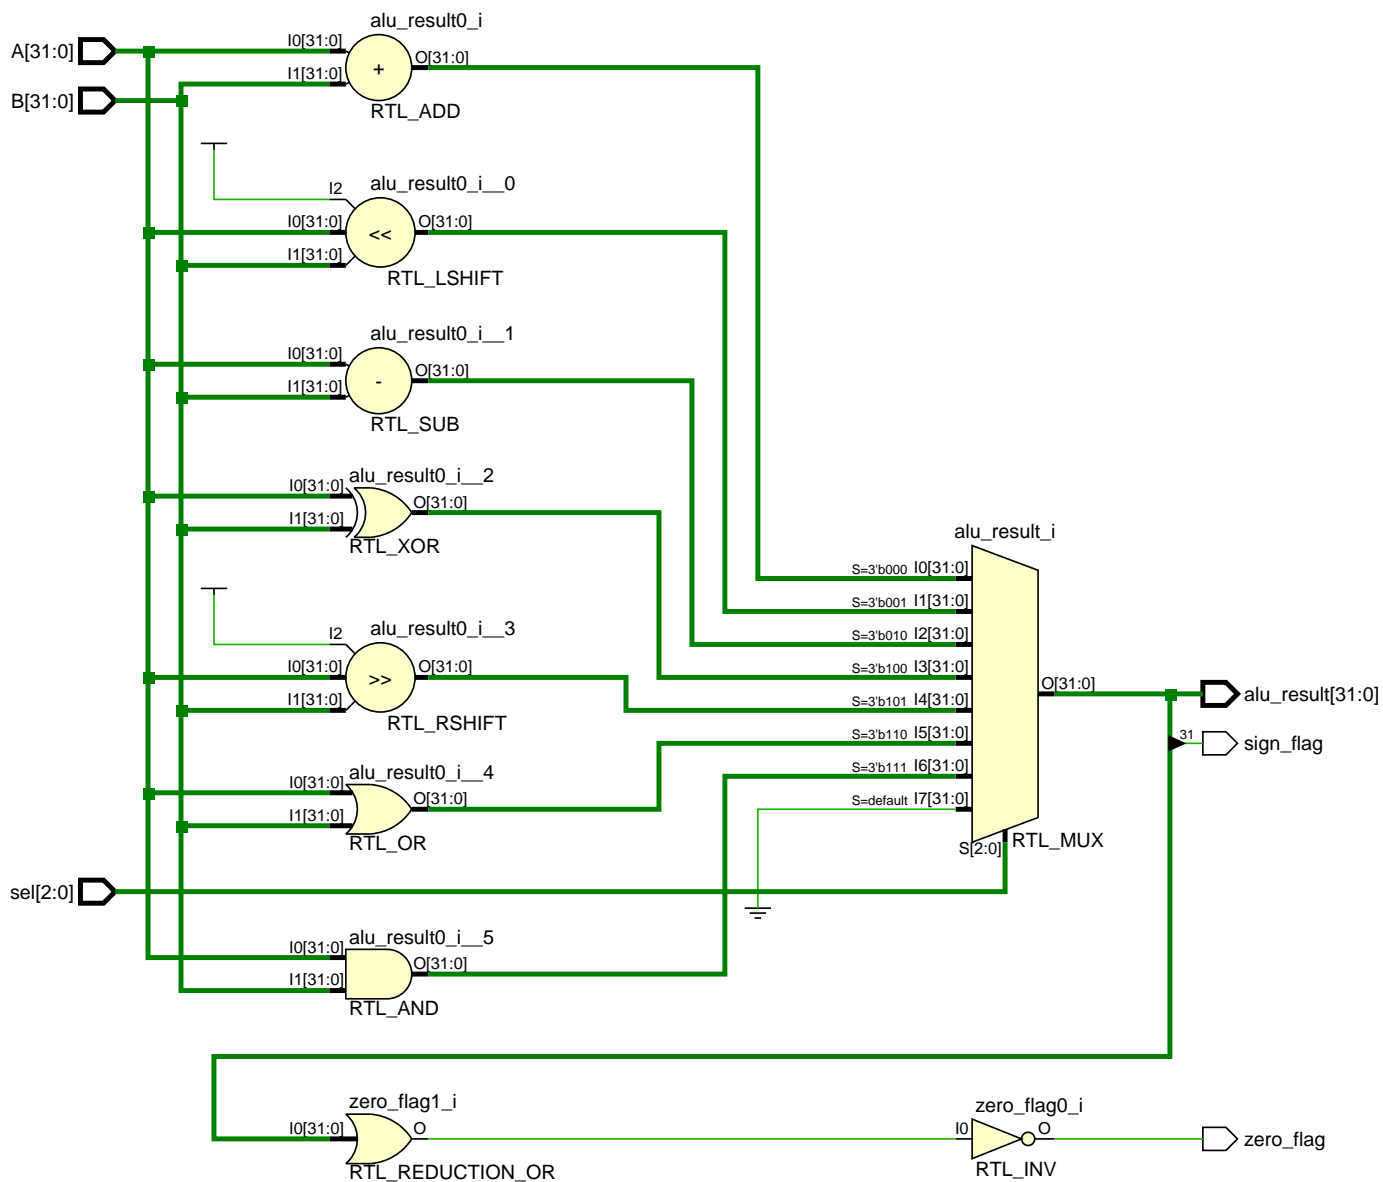 alu_result0_i
A[31:0]
I0[31:0]
O[31:0]
+
I1[31:0]
B[31:0]
RTL_ADD
alu_result0_i__0
I2
I0[31:0]
O[31:0]
<<
I1[31:0]
RTL_LSHIFT
alu_result0_i__1
I0[31:0]
O[31:0]
-
I1[31:0]
RTL_SUB
alu_result0_i__2
I0[31:0]
O[31:0]
I1[31:0]
RTL_XOR
alu_result0_i__3
I2
I0[31:0]
O[31:0]
>>
I1[31:0]
RTL_RSHIFT
alu_result0_i__4
I0[31:0]
O[31:0]
I1[31:0]
RTL_OR
sel[2:0]
alu_result0_i__5
I0[31:0]
O[31:0]
I1[31:0]
RTL_AND
alu_result_i
S=3'b000 I0[31:0]
S=3'b001 I1[31:0]
S=3'b010 I2[31:0]
S=3'b100 I3[31:0]
S=3'b101 I4[31:0]
S=3'b110 I5[31:0]
S=3'b111 I6[31:0]
S=default I7[31:0]
O[31:0]
S[2:0]
RTL_MUX
alu_result[31:0]
31
sign_flag
zero_flag1_i
I0[31:0]
O
RTL_REDUCTION_OR
zero_flag0_i
I0
O
RTL_INV
zero_flag